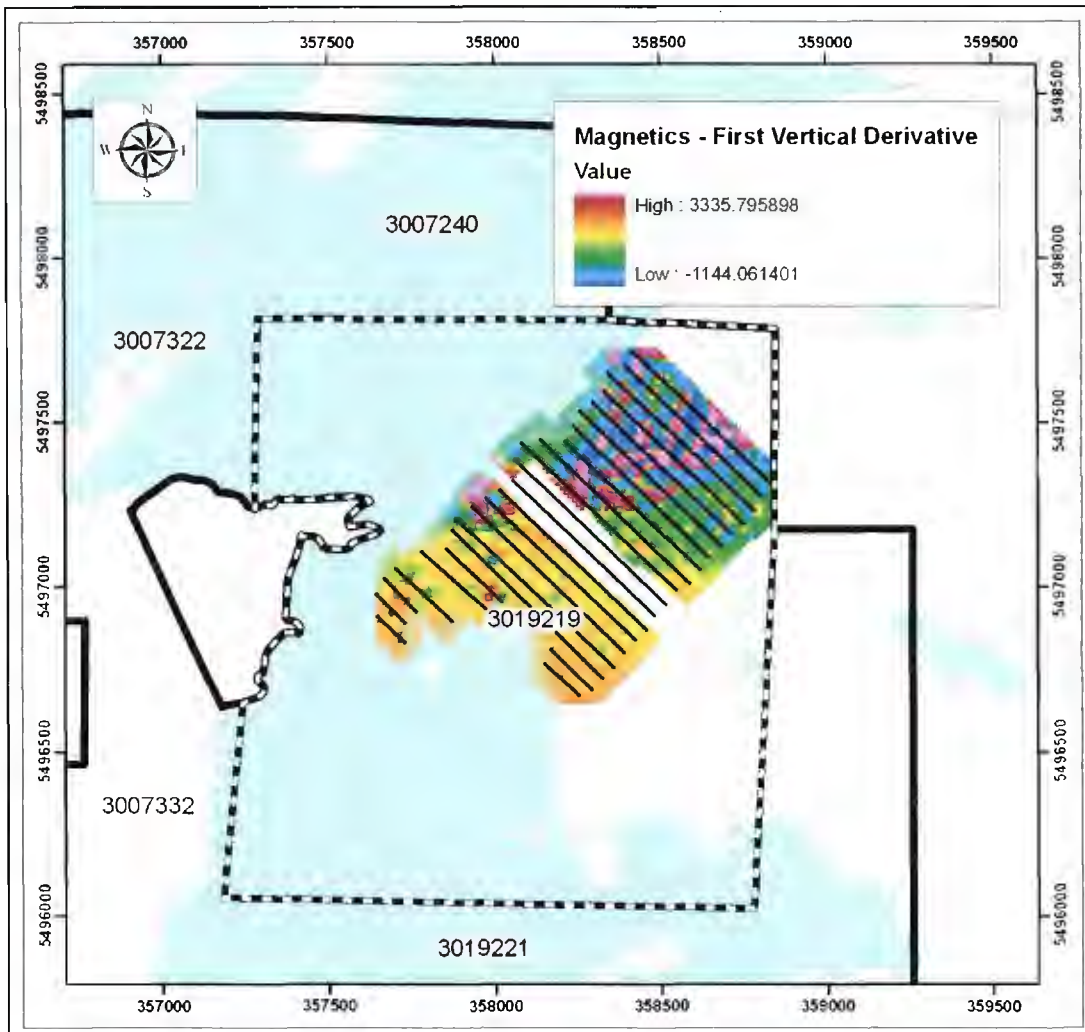 357000 357500 358000 358500 359000 359500
5498500 5498500
N
W E
S
Magnetics - First Vertical Derivative
Value
High : 3335.795898
Low : -1144.061401
3007240
5498000 5498000
3007322
5497500 5497500
5497000 5497000
3019219
5496500 5496500
3007332
5496000 5496000
3019221
357000 357500 358000 358500 359000 359500